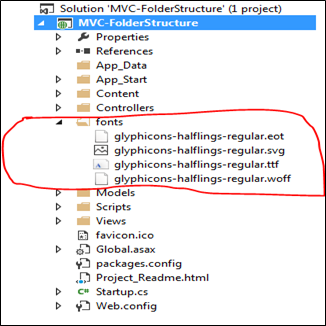 Solution 'MVC-FolderStructure' (1 project)
MVC-FolderStructure
Properties
References
App_Data
App_Start
Content
Controllers
fonts
glyphicons-halflings-regular.eot
glyphicons-halflings-regular.svg
glyphicons-halflings-regular.ttf
glyphicons-halflings-regular.woff
Models
Scripts
Views
favicon.ico
Global.asax
packages.config
Project_Readme.html
Startup.cs
Web.config